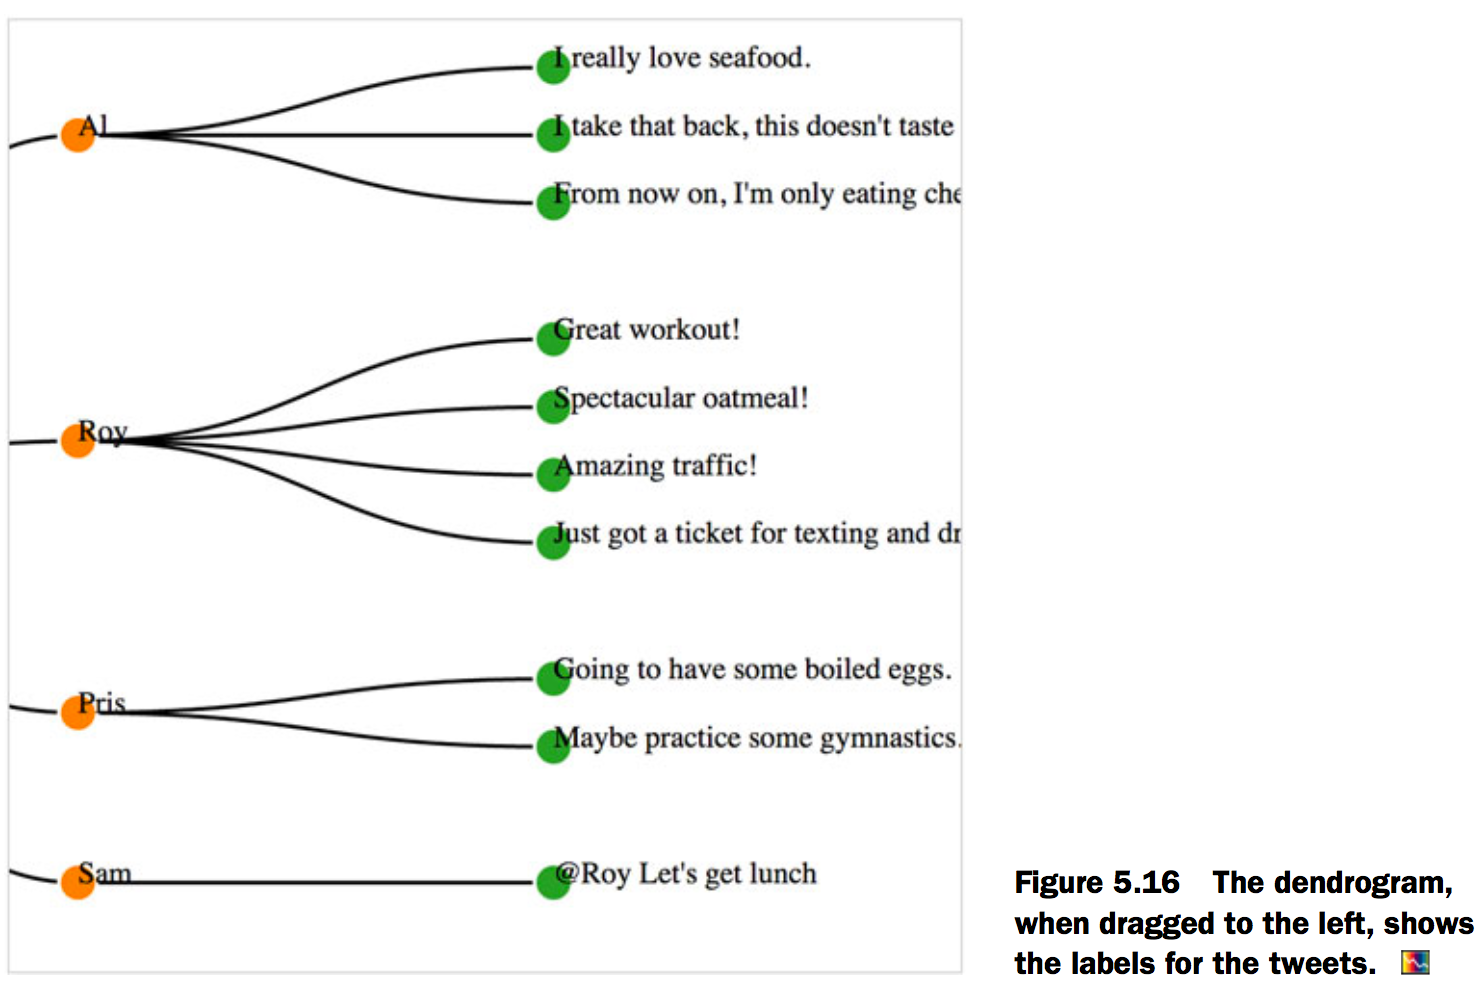 Al
I really love seafood.
I take that back, this doesn't taste
From now on, I'm only eating che
Roy
Great workout!
Spectacular oatmeal!
Amazing traffic!
Just got a ticket for texting and dr
Pris
Going to have some boiled eggs.
Maybe practice some gymnastics.
Sam
@Roy Let's get lunch
Figure 5.16 The dendrogram,
when dragged to the left, shows
the labels for the tweets.